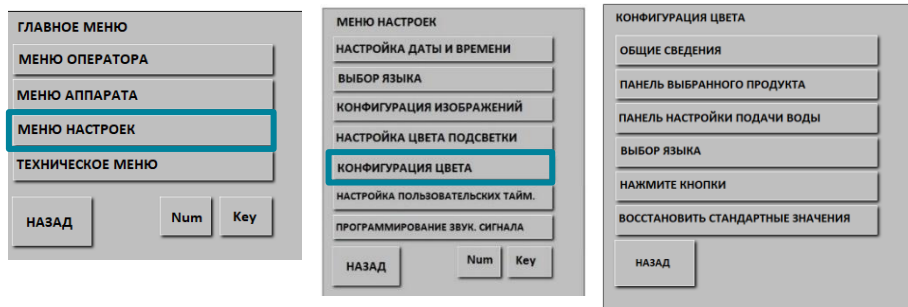 ГЛАВНОЕ МЕНЮ
МЕНЮ ОПЕРАТОРА
МЕНЮ АППАРАТА
МЕНЮ НАСТРОЕК
ТЕХНИЧЕСКОЕ МЕНЮ
НАЗАД
Num
Key
МЕНЮ НАСТРОЕК
НАСТРОЙКА ДАТЫ И ВРЕМЕНИ
ВЫБОР ЯЗЫКА
КОНФИГУРАЦИЯ ИЗОБРАЖЕНИЙ
НАСТРОЙКА ЦВЕТА ПОДСВЕТКИ
КОНФИГУРАЦИЯ ЦВЕТА
НАСТРОЙКА ПОЛЬЗОВАТЕЛЬСКИХ ТАЙМ.
ПРОГРАММИРОВАНИЕ ЗВУК. СИГНАЛА
НАЗАД
Num
Key
КОНФИГУРАЦИЯ ЦВЕТА
ОБЩИЕ СВЕДЕНИЯ
ПАНЕЛЬ ВЫБРАННОГО ПРОДУКТА
ПАНЕЛЬ НАСТРОЙКИ ПОДАЧИ ВОДЫ
ВЫБОР ЯЗЫКА
НАЖМИТЕ КНОПКИ
ВОССТАНОВИТЬ СТАНДАРТНЫЕ ЗНАЧЕНИЯ
НАЗАД